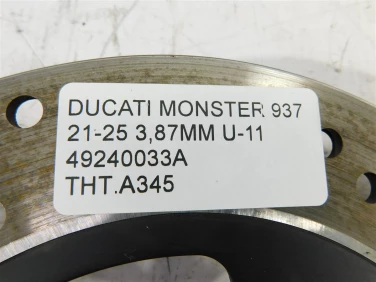 DUCATI MONSTER 937
21-25 3,87MM U-11
49240033A
THT.A345